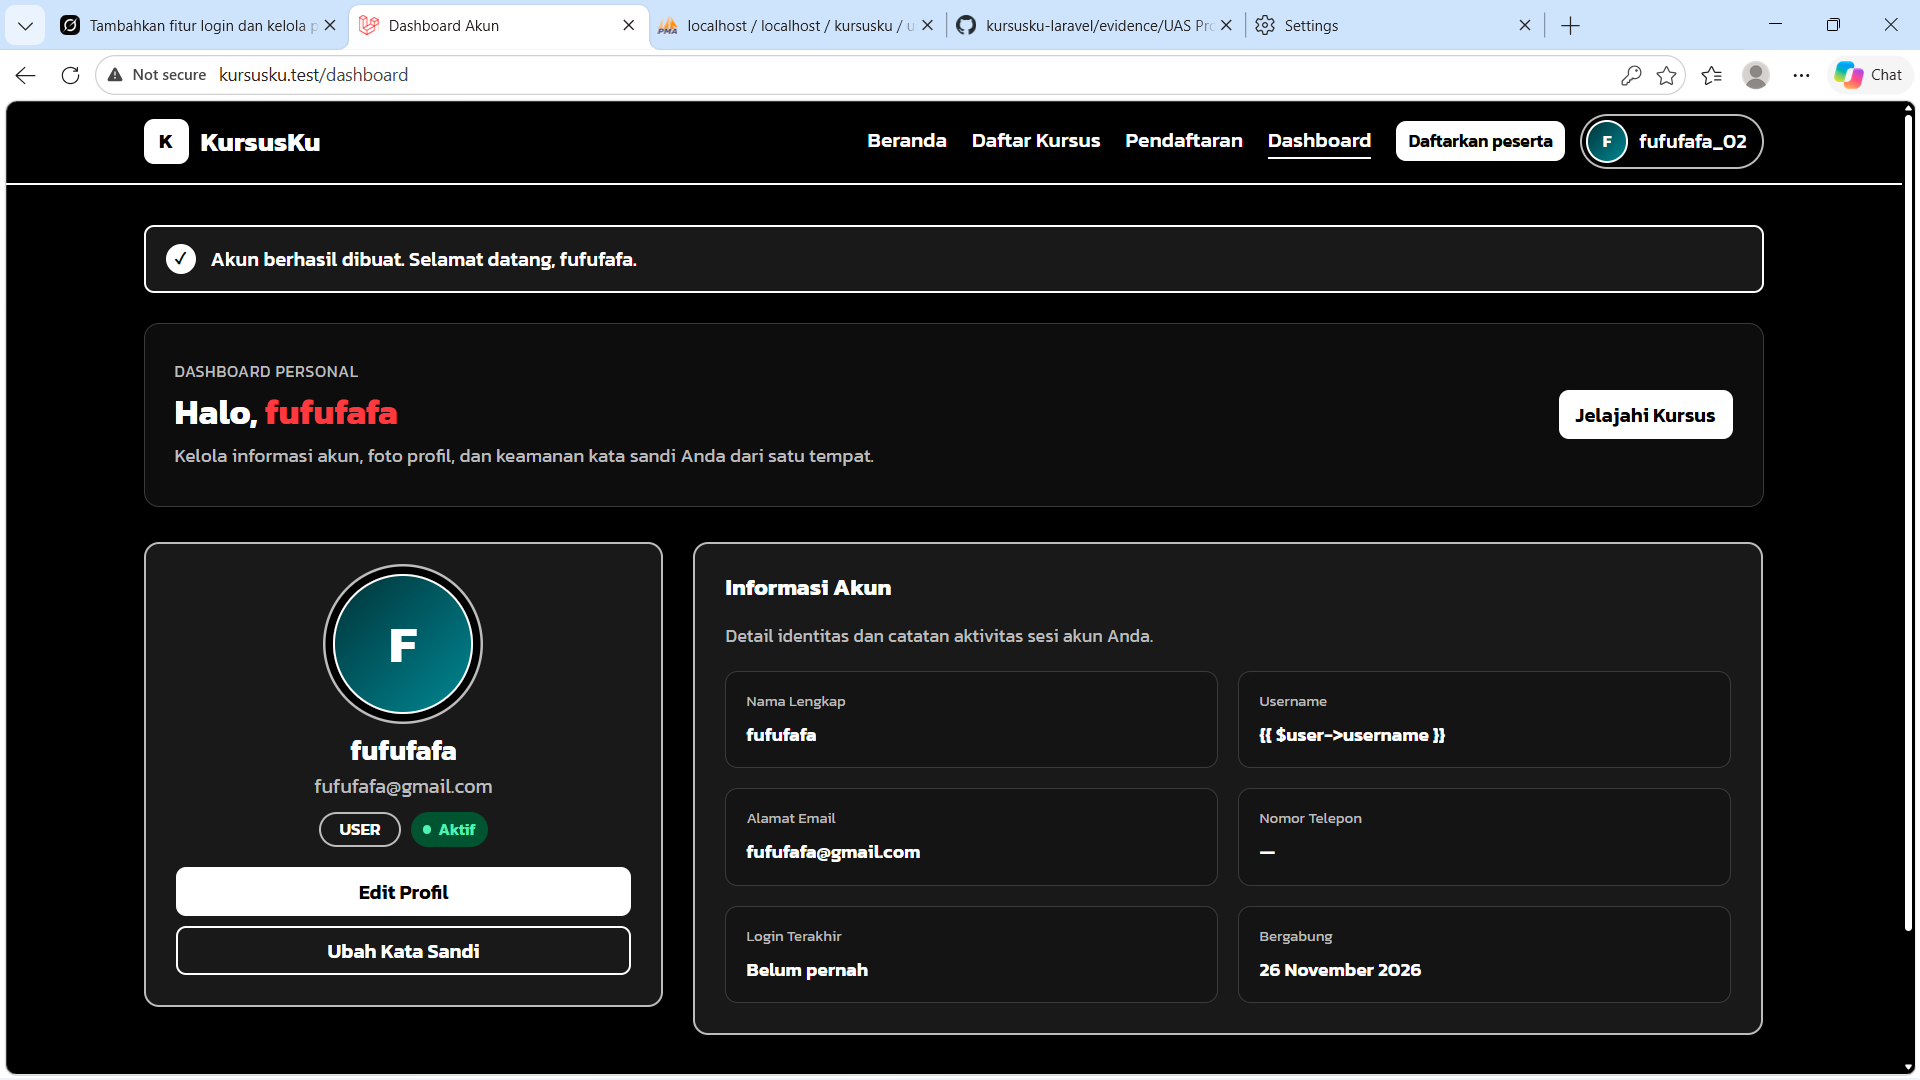 Tambahkan fitur login dan kelola p
Dashboard Akun
localhost / localhost / kursusku / u
kursusku-laravel/evidence/UAS Pro
Settings
Not secure
kursusku.test/dashboard
Chat
K
KursusKu
Beranda
Daftar Kursus
Pendaftaran
Dashboard
Daftarkan peserta
F
fufufafa_02
Akun berhasil dibuat. Selamat datang, fufufafa.
DASHBOARD PERSONAL
Halo, fufufafa
Kelola informasi akun, foto profil, dan keamanan kata sandi Anda dari satu tempat.
Jelajahi Kursus
F
fufufafa
fufufafa@gmail.com
USER
Aktif
Edit Profil
Ubah Kata Sandi
Informasi Akun
Detail identitas dan catatan aktivitas sesi akun Anda.
Nama Lengkap
fufufafa
Username
{{ $user->username }}
Alamat Email
fufufafa@gmail.com
Nomor Telepon
—
Login Terakhir
Belum pernah
Bergabung
26 November 2026